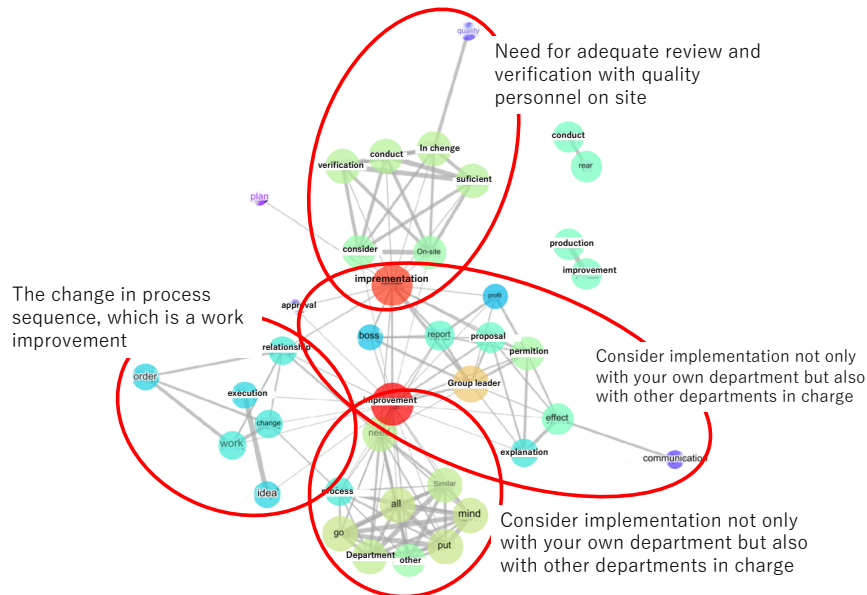 quality
Need for adequate review and
verification with quality
personnel on site
conduct
rear
In change
conduct
verification
suficient
plan
consider
On-site
production
improvement
imprementation
The change in process
sequence, which is a work
improvement
approval
profit
boss
report
proposal
relationship
permition
Consider implementation not only
with your own department but also
with other departments in charge
order
execution
Group leader
improvement
change
effect
need
work
explanation
communication
idea
process
Similar
all
mind
go
put
Department
other
Consider implementation not only
with your own department but also
with other departments in charge